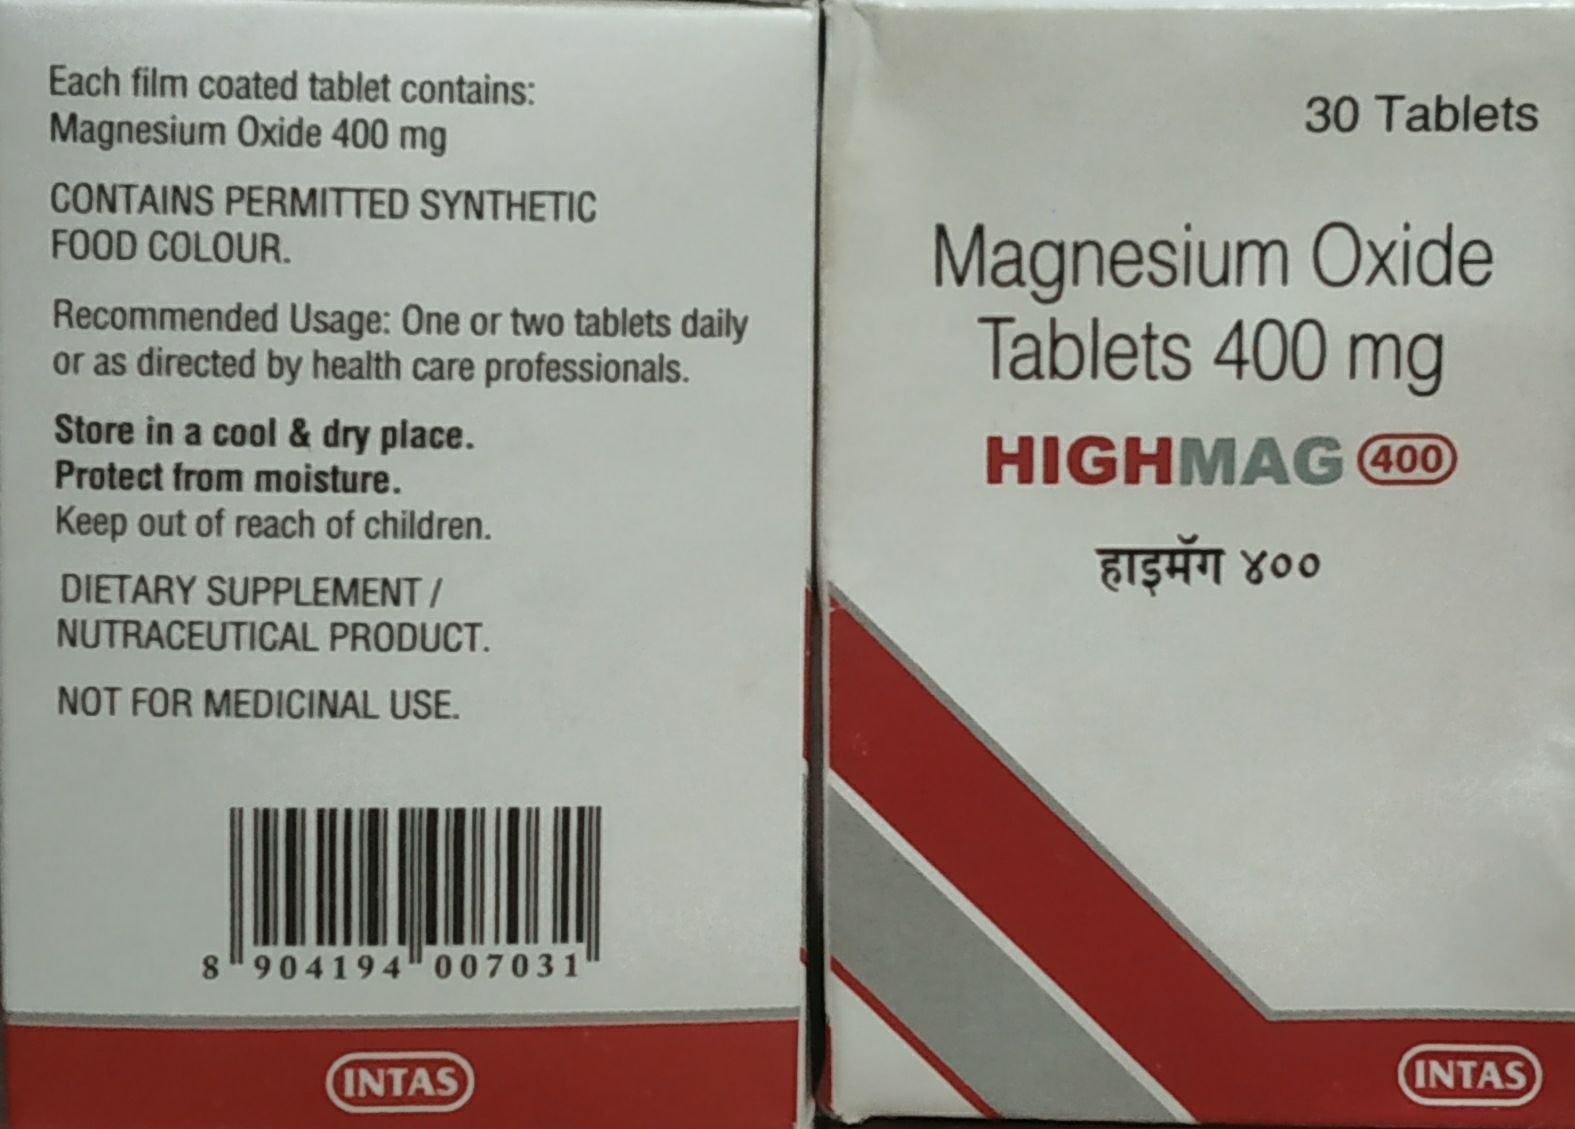 Each film coated tablet contains:
Magnesium Oxide 400 mg
CONTAINS PERMITTED SYNTHETIC
FOOD COLOUR.
Recommended Usage: One or two tablets daily
or as directed by health care professionals.
Store in a cool & dry place.
Protect from moisture.
Keep out of reach of children.
DIETARY SUPPLEMENT /
NUTRACEUTICAL PRODUCT.
NOT FOR MEDICINAL USE.
8 904194 007031
INTAS
30 Tablets
Magnesium Oxide
Tablets 400 mg
HIGHMAG 400
हाइमॅग ४००
INTAS